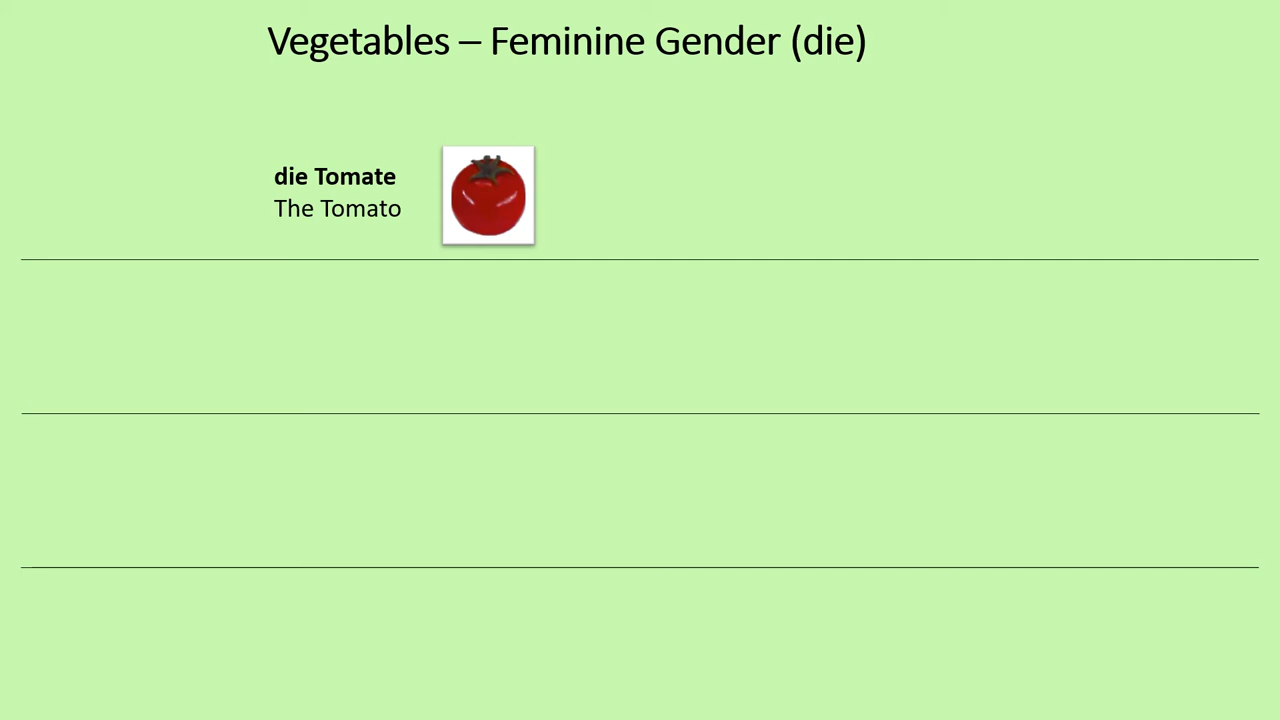 Vegetables – Feminine Gender (die)
die Tomate
The Tomato